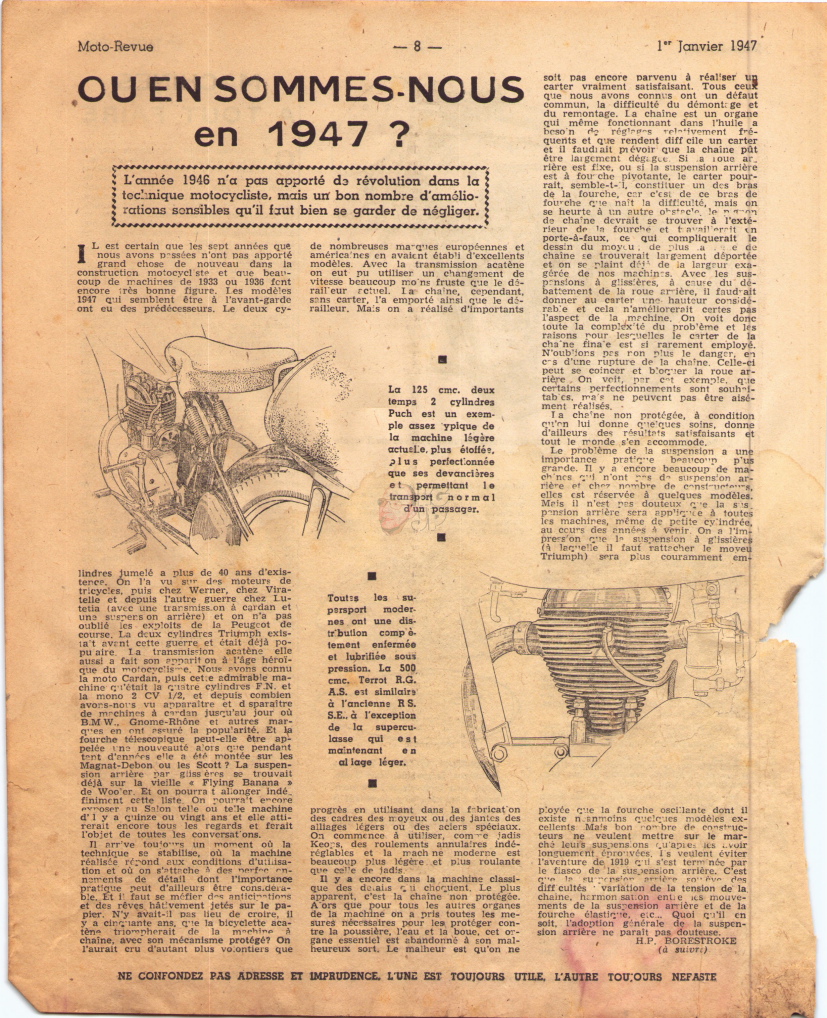 Moto-Revue
— 8 —
1er Janvier 1947
OU EN SOMMES-NOUS
en 1947 ?
L'année 1946 n'a pas apporté de révolution dans la
technique motocycliste, mais un bon nombre d'amélio-
rations sensibles qu'il faut bien se garder de négliger.
IL est certain que les sept années que
nous avons passées n'ont pas apporté
grand chose de nouveau dans la
construction motocycliste et que beau-
coup de machines de 1933 ou 1936 font
encore très bonne figure. Les modèles
1947 qui semblent être à l'avant-garde
ont eu des prédécesseurs. Le deux cy-
lindres jumelé a plus de 40 ans d'exis-
tence. On l'a vu sur des moteurs de
tricycles, puis chez Werner, chez Vira-
telle et depuis l'autre guerre chez Lu-
tetia (avec une transmission à cardan et
une suspension arrière) et on n'a pas
oublié les exploits de la Peugeot de
course. La deux cylindres Triumph exis-
tait avant cette guerre et était déjà po-
pulaire. La transmission acatène elle
aussi a fait son apparition à l'âge héroï-
que du motocyclisme. Nous avons connu
la moto Cardan, puis cette admirable ma-
chine qu'était la quatre cylindres F.N. et
la mono 2 CV 1/2, et depuis combien
avons-nous vu apparaître et disparaître
de machines à cardan jusqu'au jour où
B.M.W., Gnome-Rhône et autres mar-
ques en ont assuré la popularité. Et la
fourche télescopique peut-elle être ap-
pelée une nouveauté alors que pendant
tant d'années elle a été montée sur les
Magnat-Debon ou les Scott ? La suspen-
sion arrière par glissières se trouvait
déjà sur la vieille « Flying Banana »
de Wooler. Et on pourrait allonger indé-
finiment cette liste. On pourrait encore
exposer au Salon telle ou telle machine
d'il y a quinze ou vingt ans et elle atti-
rerait encore tous les regards et ferait
l'objet de toutes les conversations.
Il arrive toujours un moment où la
technique se stabilise, où la machine
réalisée répond aux conditions d'utilisa-
tion et où on s'attache à des perfection-
nements de détail dont l'importance
pratique peut d'ailleurs être considéra-
ble. Et il faut se méfier des anticipations
et des rêves hâtivement jetés sur le pa-
pier. N'y avait-il pas lieu de croire, il
y a cinquante ans, que la bicyclette aca-
tène triompherait de la machine à
chaîne, avec son mécanisme protégé? On
l'aurait cru d'autant plus volontiers que
de nombreuses marques européennes et
américaines en avaient établi d'excellents
modèles. Avec la transmission acatène
on eut pu utiliser un changement de
vitesse beaucoup moins fruste que le dé-
railleur actuel. La chaîne, cependant,
sans carter, l'a emporté ainsi que le dé-
railleur. Mais on a réalisé d'importants
La 125 cmc. deux
temps 2 cylindres
Puch est un exem-
ple assez typique de
la machine légère
actuelle, plus étoffée,
plus perfectionnée
que ses devancières
et permettant le
transport normal
d'un passager.
Toutes les su-
persport moder-
nes ont une dis-
tribution complè-
tement enfermée
et lubrifiée sous
pression. La 500
cmc. Terrot R.G.
A.S. est similaire
à l'ancienne R S.
S.E., à l'exception
de la supercu-
lasse qui est
maintenant en
alliage léger.
progrès en utilisant dans la fabrication
des cadres des moyeux ou des jantes des
alliages légers ou des aciers spéciaux.
On commence à utiliser, comme jadis
Keops, des roulements annulaires indé-
réglables et la machine moderne est
beaucoup plus légère et plus roulante
que celle de jadis.
Il y a encore dans la machine classi-
que des détails qui choquent. Le plus
apparent, c'est la chaîne non protégée.
Alors que pour tous les autres organes
de la machine on a pris toutes les me-
sures nécessaires pour les protéger con-
tre la poussière, l'eau et la boue, cet or-
gane essentiel est abandonné à son mal-
heureux sort. Le malheur est qu'on ne
soit pas encore parvenu à réaliser un
carter vraiment satisfaisant. Tous ceux
que nous avons connus ont un défaut
commun, la difficulté du démontage et
du remontage. La chaîne est un organe
qui même fonctionnant dans l'huile a
besoin de réglages relativement fré-
quents et que rendent difficile un carter
et il faudrait prévoir que la chaîne pût
être largement dégagée. Si la roue ar-
rière est fixe, ou si la suspension arrière
est à fourche pivotante, le carter pour-
rait, semble-t-il, constituer un des bras
de la fourche, car c'est de ce bras de
fourche que naît la difficulté, mais on
se heurte à un autre obstacle, le pignon
de chaîne devrait se trouver à l'exté-
rieur de la fourche et travaillerait en
porte-à-faux, ce qui compliquerait le
dessin du moyeu, de plus la ligne de
chaîne se trouverait largement déportée
et on se plaint déjà de la largeur exa-
gérée de nos machines. Avec les sus-
pensions à glissières, à cause du dé-
battement de la roue arrière, il faudrait
donner au carter une hauteur considé-
rable et cela n'améliorerait certes pas
l'aspect de la machine. On voit donc
toute la complexité du problème et les
raisons pour lesquelles le carter de la
chaîne finale est si rarement employé.
N'oublions pas non plus le danger, en
cas d'une rupture de la chaîne. Celle-ci
peut se coincer et bloquer la roue ar-
rière. On voit, par cet exemple, que
certains perfectionnements sont souhai-
tables, mais ne peuvent pas être aisé-
ment réalisés.
La chaîne non protégée, à condition
qu'on lui donne quelques soins, donne
d'ailleurs des résultats satisfaisants et
tout le monde s'en accommode.
Le problème de la suspension a une
importance pratique beaucoup plus
grande. Il y a encore beaucoup de ma-
chines qui n'ont pas de suspension ar-
rière et chez nombre de constructeurs,
elles est réservée à quelques modèles.
Mais il n'est pas douteux que la sus-
pension arrière sera appliquée à toutes
les machines, même de petite cylindrée,
au cours des années à venir. On a l'im-
pression que la suspension à glissières
(à laquelle il faut rattacher le moyeu
Triumph) sera plus couramment em-
ployée que la fourche oscillante dont il
existe néanmoins quelques modèles ex-
cellents. Mais bon nombre de construc-
teurs ne veulent mettre sur le mar-
ché leurs suspensions qu'après les avoir
longuement éprouvées. Ils veulent éviter
l'aventure de 1919 qui s'est terminée par
le fiasco de la suspension arrière. C'est
que la suspension arrière soulève des
difficultés : variation de la tension de la
chaîne, harmonisation entre les mouve-
ments de la suspension arrière et de la
fourche élastique, etc... Quoi qu'il en
soit, l'adoption générale de la suspen-
sion arrière ne paraît pas douteuse.
H.P. BORESTROKE
(à suivre)
NE CONFONDEZ PAS ADRESSE ET IMPRUDENCE, L'UNE EST TOUJOURS UTILE, L'AUTRE TOUJOURS NEFASTE